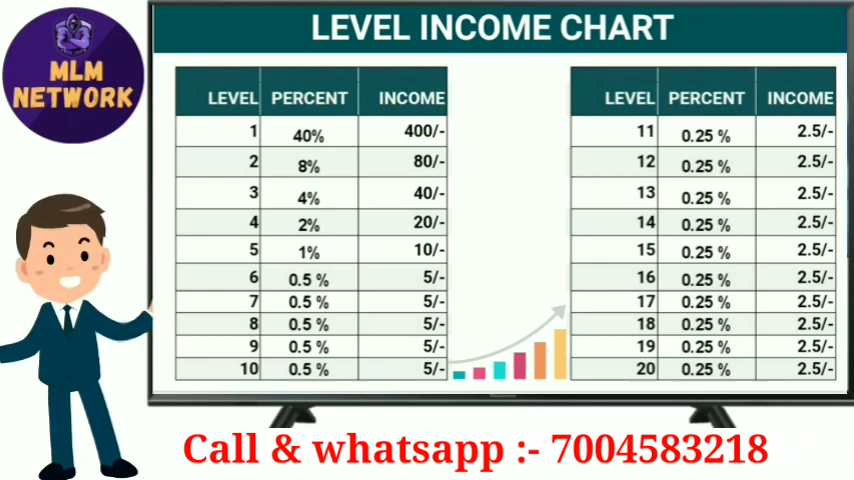 MLM
NETWORK
LEVEL INCOME CHART
LEVEL PERCENT INCOME
1 40% 400/-
2 8% 80/-
3 4% 40/-
4 2% 20/-
5 1% 10/-
6 0.5 % 5/-
7 0.5 % 5/-
8 0.5 % 5/-
9 0.5 % 5/-
10 0.5 % 5/-
LEVEL PERCENT INCOME
11 0.25 % 2.5/-
12 0.25 % 2.5/-
13 0.25 % 2.5/-
14 0.25 % 2.5/-
15 0.25 % 2.5/-
16 0.25 % 2.5/-
17 0.25 % 2.5/-
18 0.25 % 2.5/-
19 0.25 % 2.5/-
20 0.25 % 2.5/-
Call & whatsapp :- 7004583218